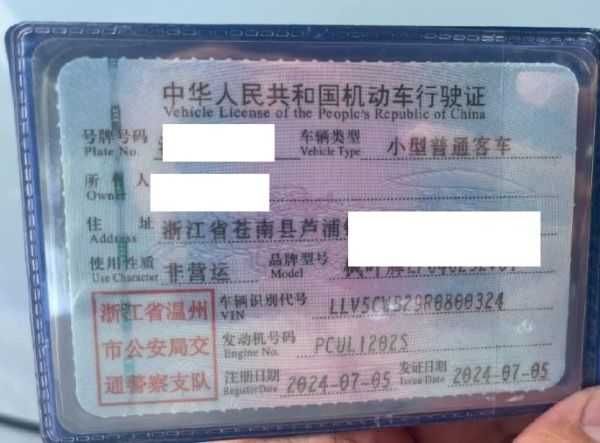 中华人民共和国机动车行驶证
Vehicle License of the People's Republic of China
号牌号码 车辆类型 小型普通客车
Plate No. Vehicle Type
所有人
Owner
住址 浙江省苍南县芦浦
Address
使用性质 非营运 品牌型号
Use Character Model
浙江省温州 车辆识别代号 LLV5CWS29R0800324
VIN
市公安局交 发动机号码 PCUL1202S
Engine No.
通警察支队 注册日期 2024-07-05 发证日期 2024-07-05
Register Date Issue Date